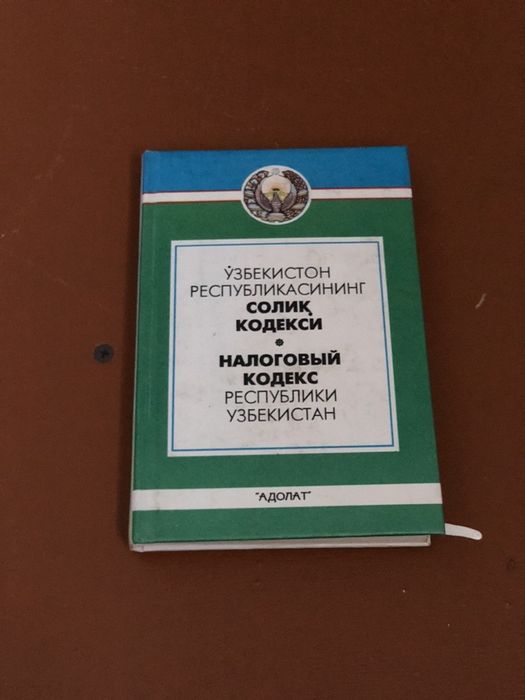 ЎЗБЕКИСТОН
РЕСПУБЛИКАСИНИНГ
СОЛИҚ
КОДЕКСИ
НАЛОГОВЫЙ
КОДЕКС
РЕСПУБЛИКИ
УЗБЕКИСТАН
"АДОЛАТ"